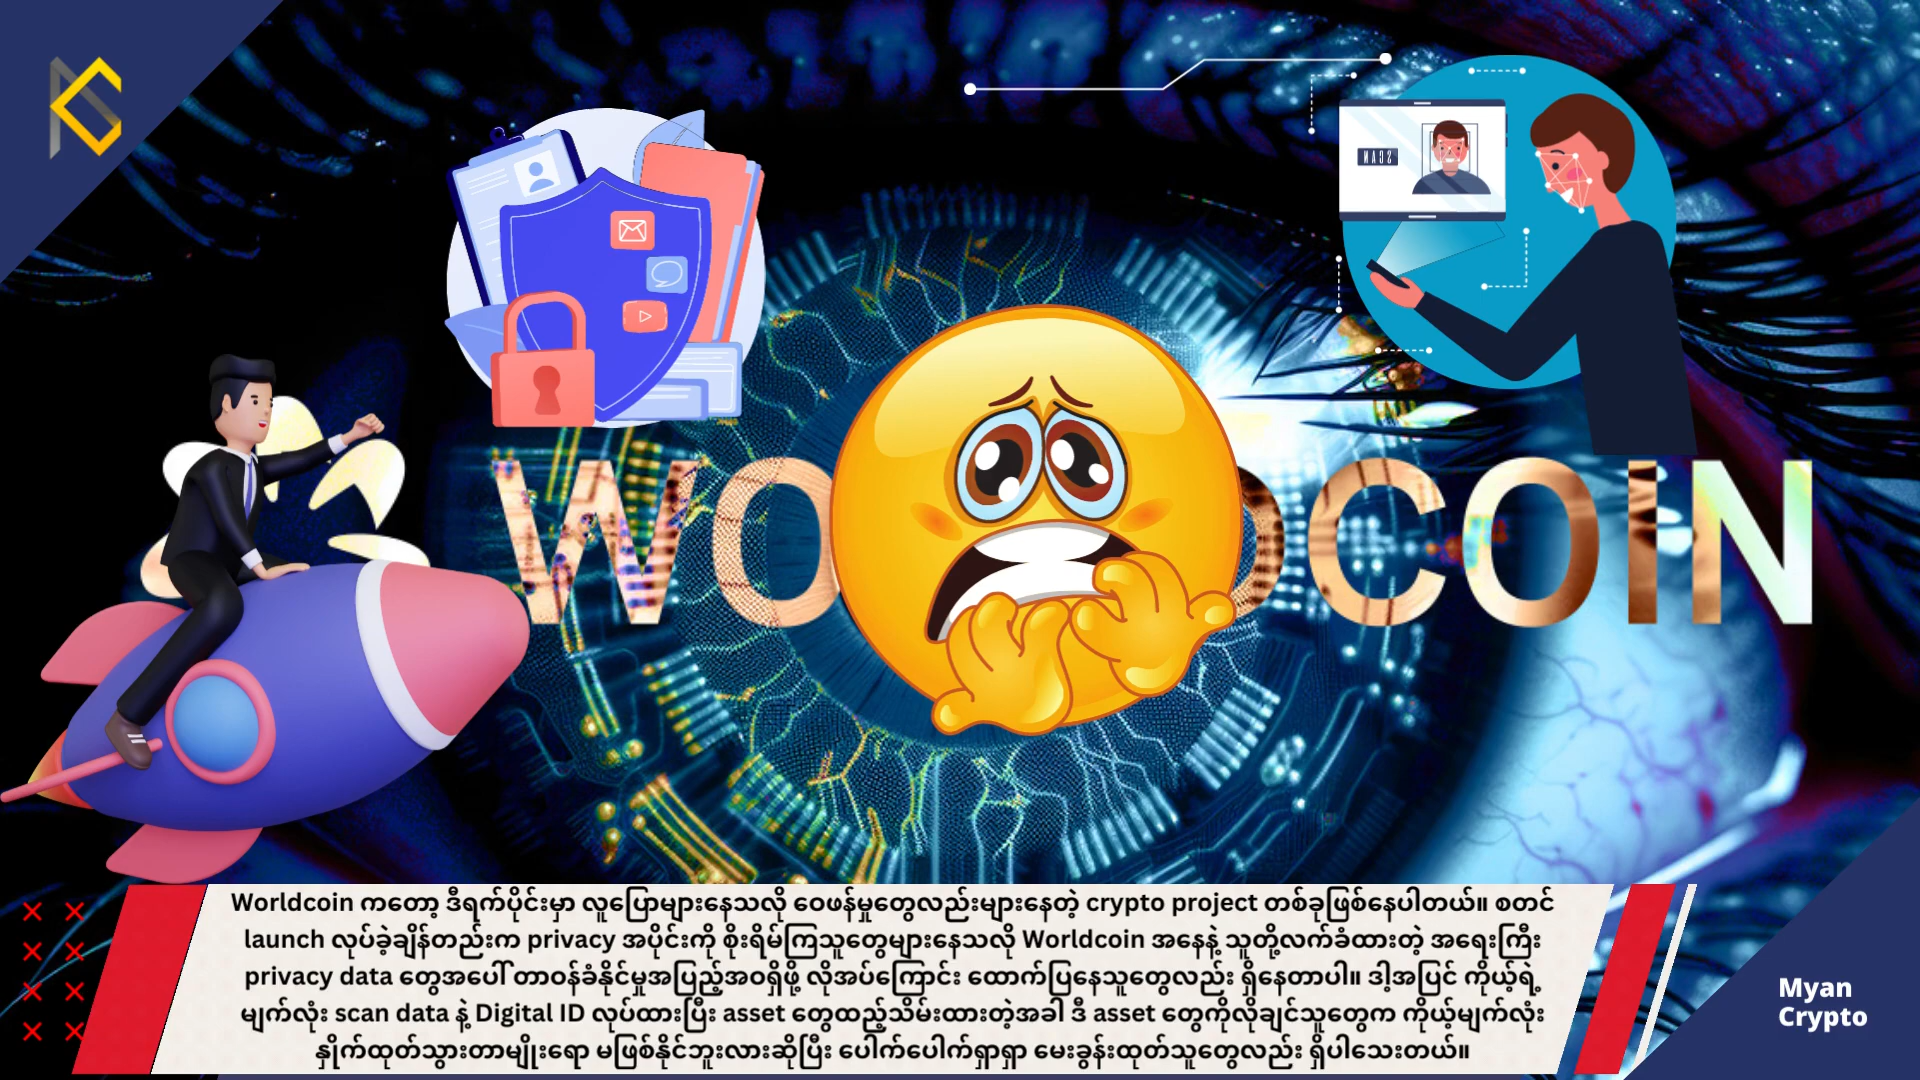 SCAN
WO DCOIN
Worldcoin ကတော့ ဒီရက်ပိုင်းမှာ လူပြောများနေသလို ဝေဖန်မှုတွေလည်းများနေတဲ့ crypto project တစ်ခုဖြစ်နေပါတယ်။ စတင်
launch လုပ်ခဲ့ချိန်တည်းက privacy အပိုင်းကို စိုးရိမ်ကြသူတွေများနေသလို Worldcoin အနေနဲ့ သူတို့လက်ခံထားတဲ့ အရေးကြီး
privacy data တွေအပေါ် တာဝန်ခံနိုင်မှုအပြည့်အဝရှိဖို့ လိုအပ်ကြောင်း ထောက်ပြနေသူတွေလည်း ရှိနေတာပါ။ ဒါ့အပြင် ကိုယ့်ရဲ့
မျက်လုံး scan data နဲ့ Digital ID လုပ်ထားပြီး asset တွေထည့်သိမ်းထားတဲ့အခါ ဒီ asset တွေကိုလိုချင်သူတွေက ကိုယ့်မျက်လုံး
နှိုက်ထုတ်သွားတာမျိုးရော မဖြစ်နိုင်ဘူးလားဆိုပြီး ပေါက်ပေါက်ရှာရှာ မေးခွန်းထုတ်သူတွေလည်း ရှိပါသေးတယ်။
Myan
Crypto